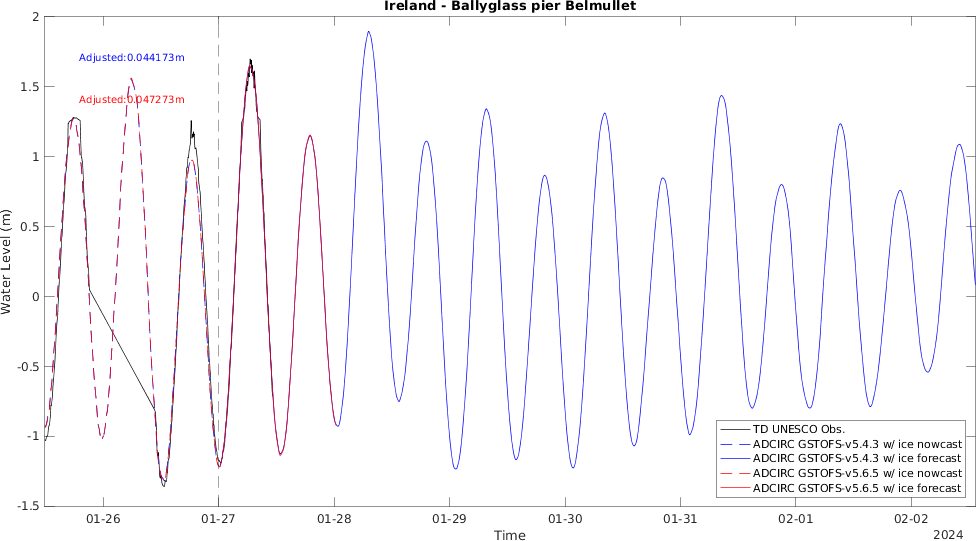 Ireland - Ballyglass pier Belmullet
2
1.5
1
0.5
0
-0.5
-1
-1.5
Water Level (m)
Adjusted:0.044173m
Adjusted:0.047273m
TD UNESCO Obs.
ADCIRC GSTOFS-v5.4.3 w/ ice nowcast
ADCIRC GSTOFS-v5.4.3 w/ ice forecast
ADCIRC GSTOFS-v5.6.5 w/ ice nowcast
ADCIRC GSTOFS-v5.6.5 w/ ice forecast
01-26 01-27 01-28 01-29 01-30 01-31 02-01 02-02
Time
2024